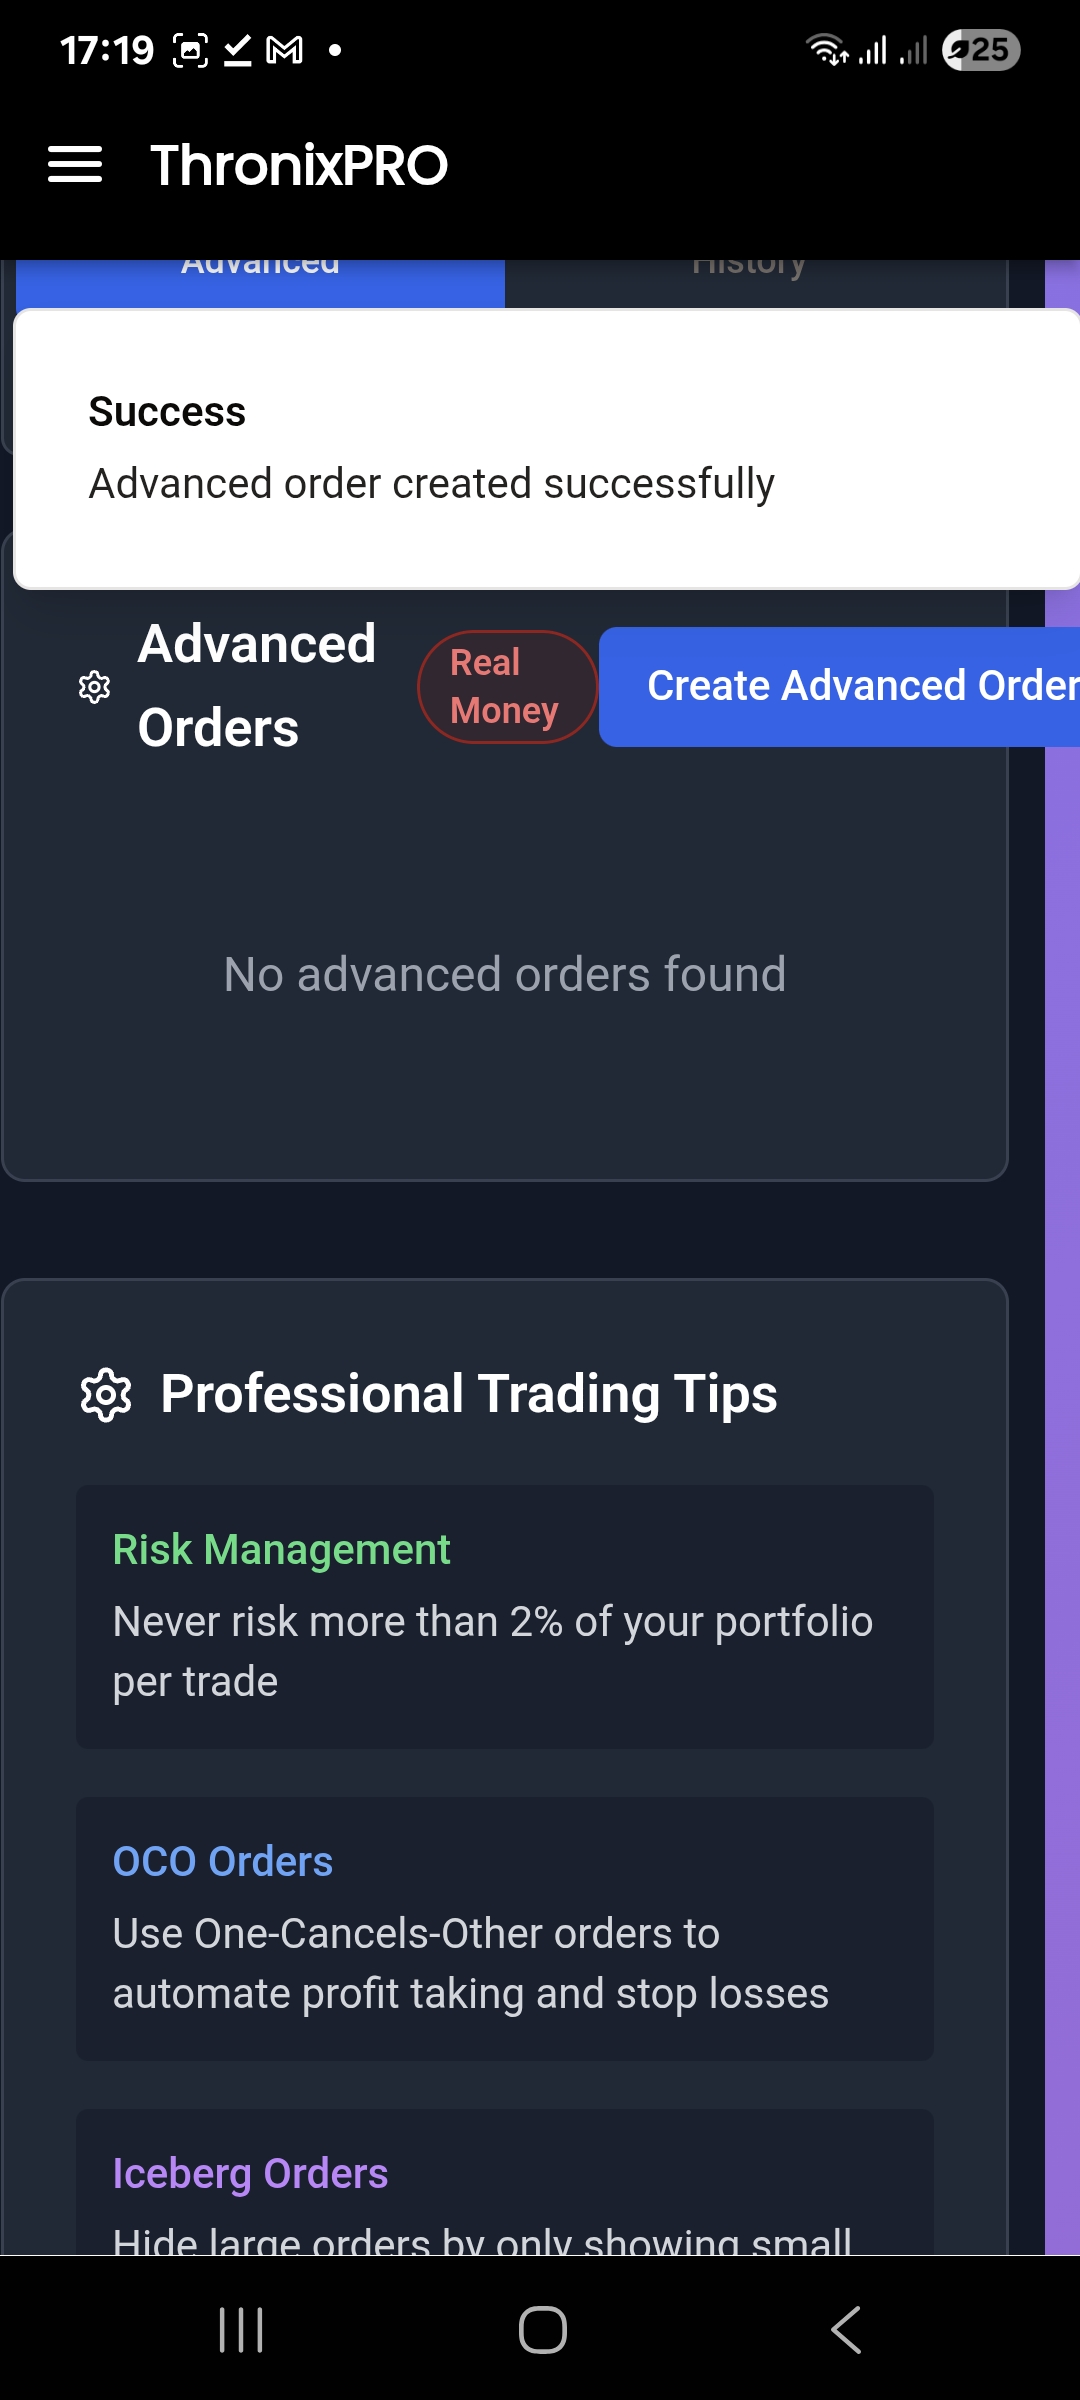 17:19
25
ThronixPRO
Advanced
History
Success
Advanced order created successfully
Advanced
Orders
Real
Money
Create Advanced Order
No advanced orders found
Professional Trading Tips
Risk Management
Never risk more than 2% of your portfolio
per trade
OCO Orders
Use One-Cancels-Other orders to
automate profit taking and stop losses
Iceberg Orders
Hide large orders by only showing small